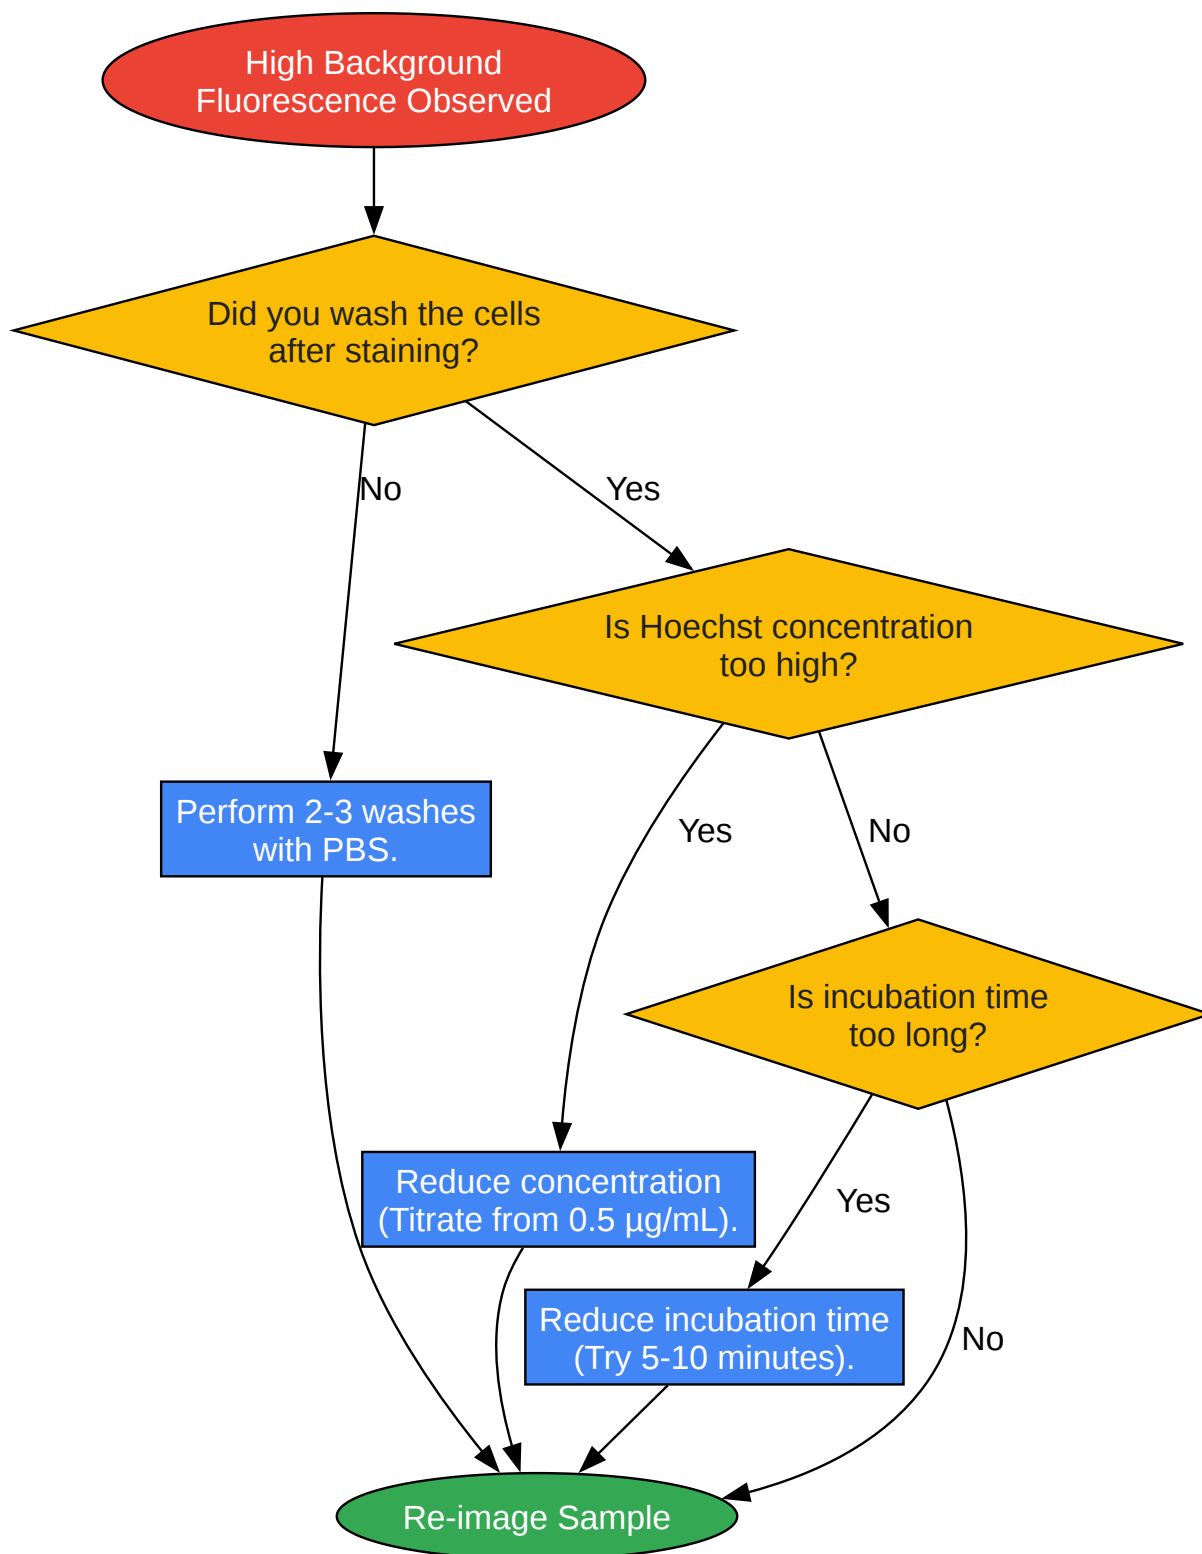 High Background
Fluorescence Observed
Did you wash the cells
after staining?
No
Yes
Is Hoechst concentration
too high?
Perform 2-3 washes
with PBS.
Yes
No
Is incubation time
too long?
Reduce concentration
(Titrate from 0.5 µg/mL).
Yes
Reduce incubation time
(Try 5-10 minutes).
No
Re-image Sample